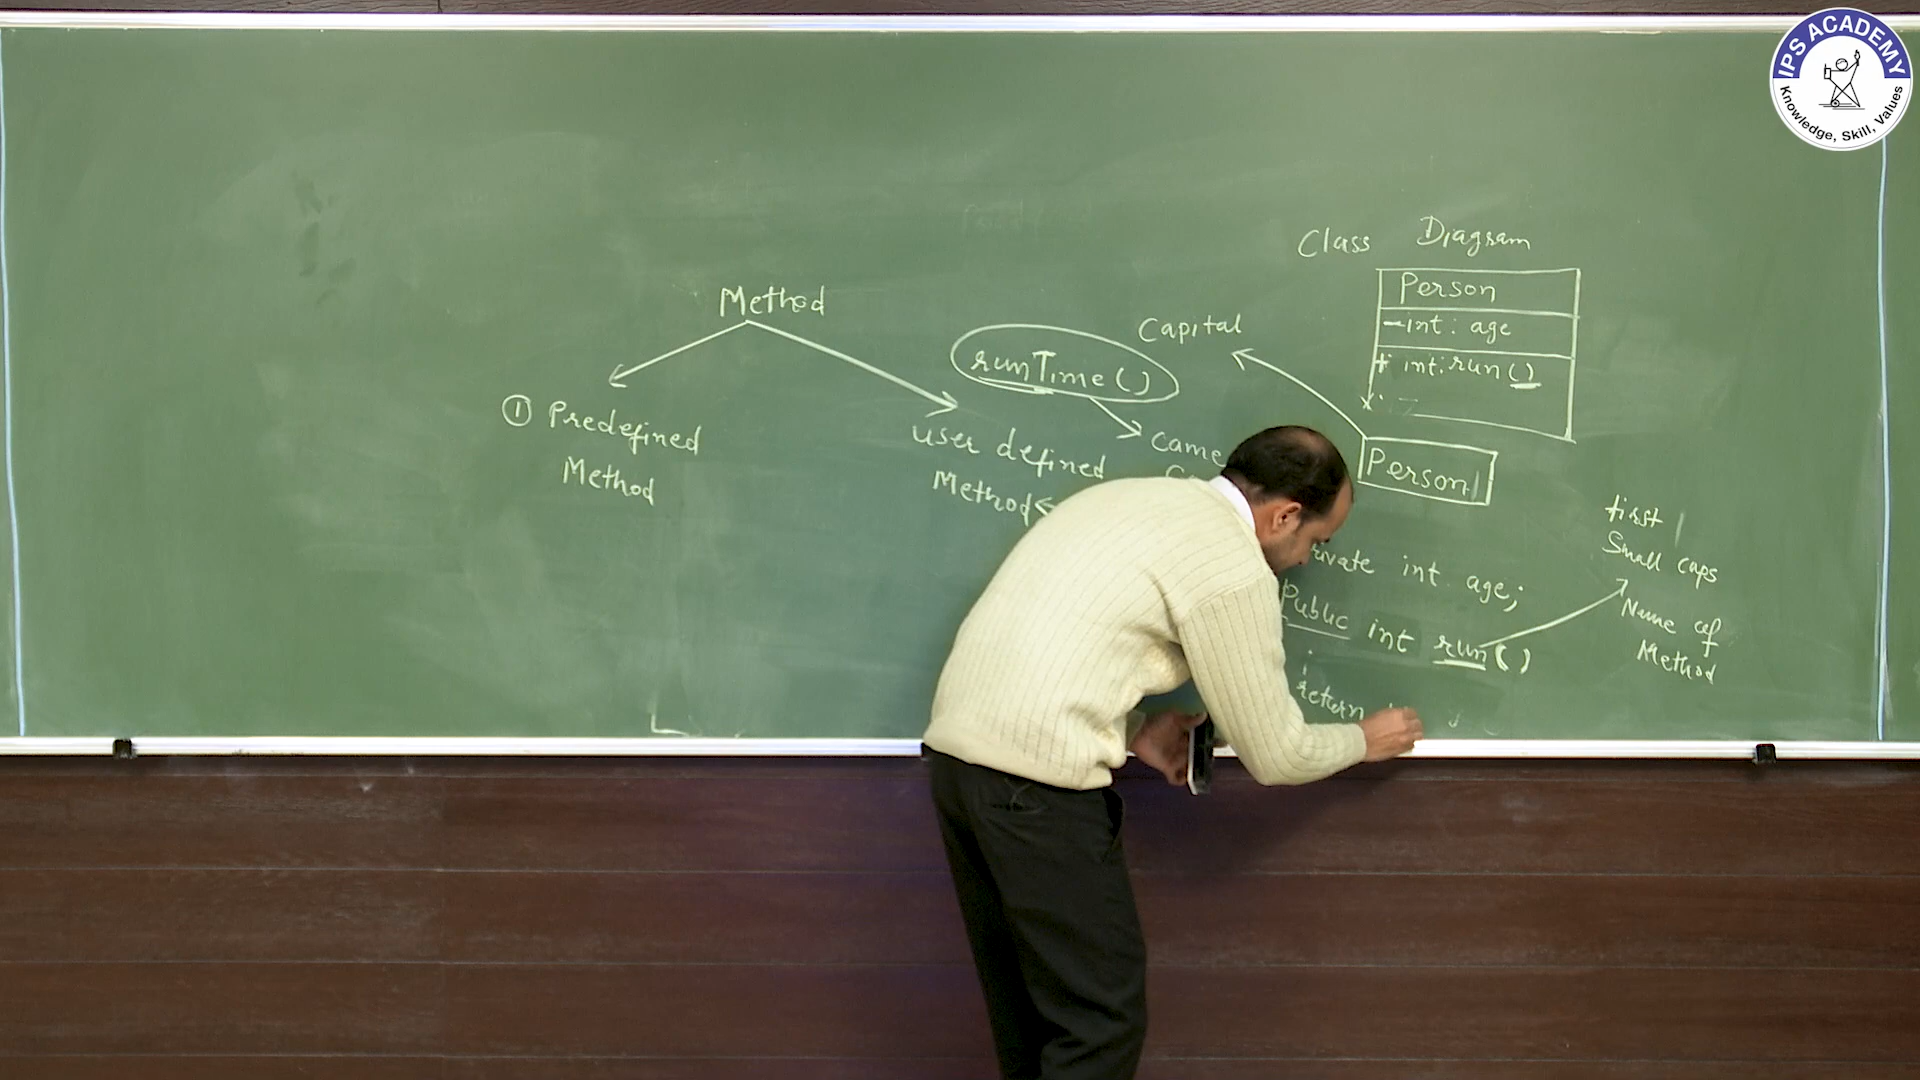 IPS ACADEMY
Knowledge, Skill, Values
Class Diagram
Person
-int: age
+ int: run()
Method
① Predefined
Method
user defined
Method
runTime()
Capital
came
Person
rivate int age;
Public int run()
return
first
Small caps
Name of
Method